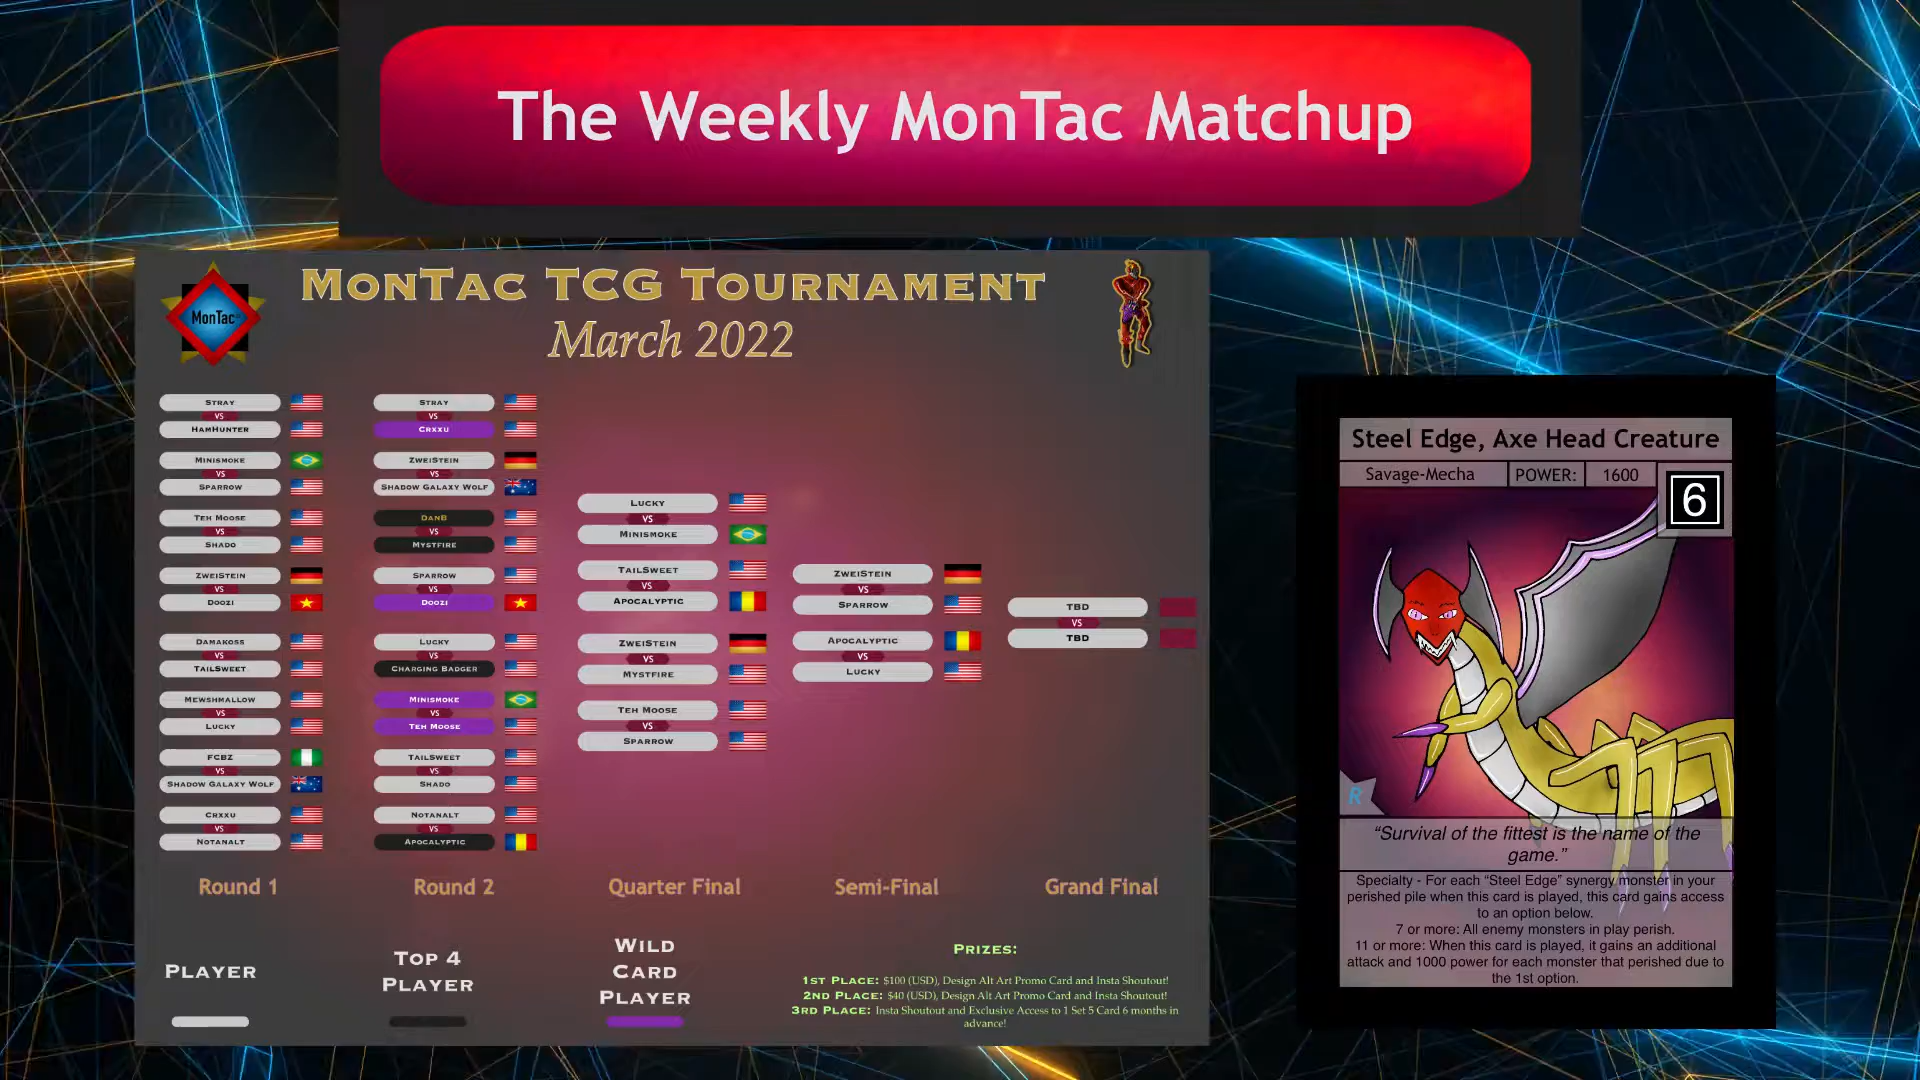 The Weekly MonTac Matchup
MonTac TCG Tournament
March 2022
MonTac
Stray
VS
HamHunter
Minismoke
VS
Sparrow
Teh Moose
VS
Shado
ZweiStein
VS
Doozi
Damakoss
VS
TailSweet
Mewshmallow
VS
Lucky
FCBZ
VS
Shadow Galaxy Wolf
Crxxu
VS
Notanalt
Round 1
Stray
VS
Crxxu
ZweiStein
VS
Shadow Galaxy Wolf
DanB
VS
Mystfire
Sparrow
VS
Doozi
Lucky
VS
Charging Badger
Minismoke
VS
Teh Moose
TailSweet
VS
Shado
Notanalt
VS
Apocalyptic
Round 2
Lucky
VS
Minismoke
TailSweet
VS
Apocalyptic
ZweiStein
VS
Mystfire
Teh Moose
VS
Sparrow
Quarter Final
ZweiStein
VS
Sparrow
Apocalyptic
VS
Lucky
Semi-Final
TBD
VS
TBD
Grand Final
Player
Top 4
Player
Wild
Card
Player
Prizes:
1st Place: $100 (USD), Design Alt Art Promo Card and Insta Shoutout!
2nd Place: $40 (USD), Design Alt Art Promo Card and Insta Shoutout!
3rd Place: Insta Shoutout and Exclusive Access to 1 Set 5 Card 6 months in
advance!
Steel Edge, Axe Head Creature
Savage-Mecha POWER: 1600
6
R
“Survival of the fittest is the name of the
game.”
Specialty - For each “Steel Edge” synergy monster in your
perished pile when this card is played, this card gains access
to an option below.
7 or more: All enemy monsters in play perish.
11 or more: When this card is played, it gains an additional
attack and 1000 power for each monster that perished due to
the 1st option.